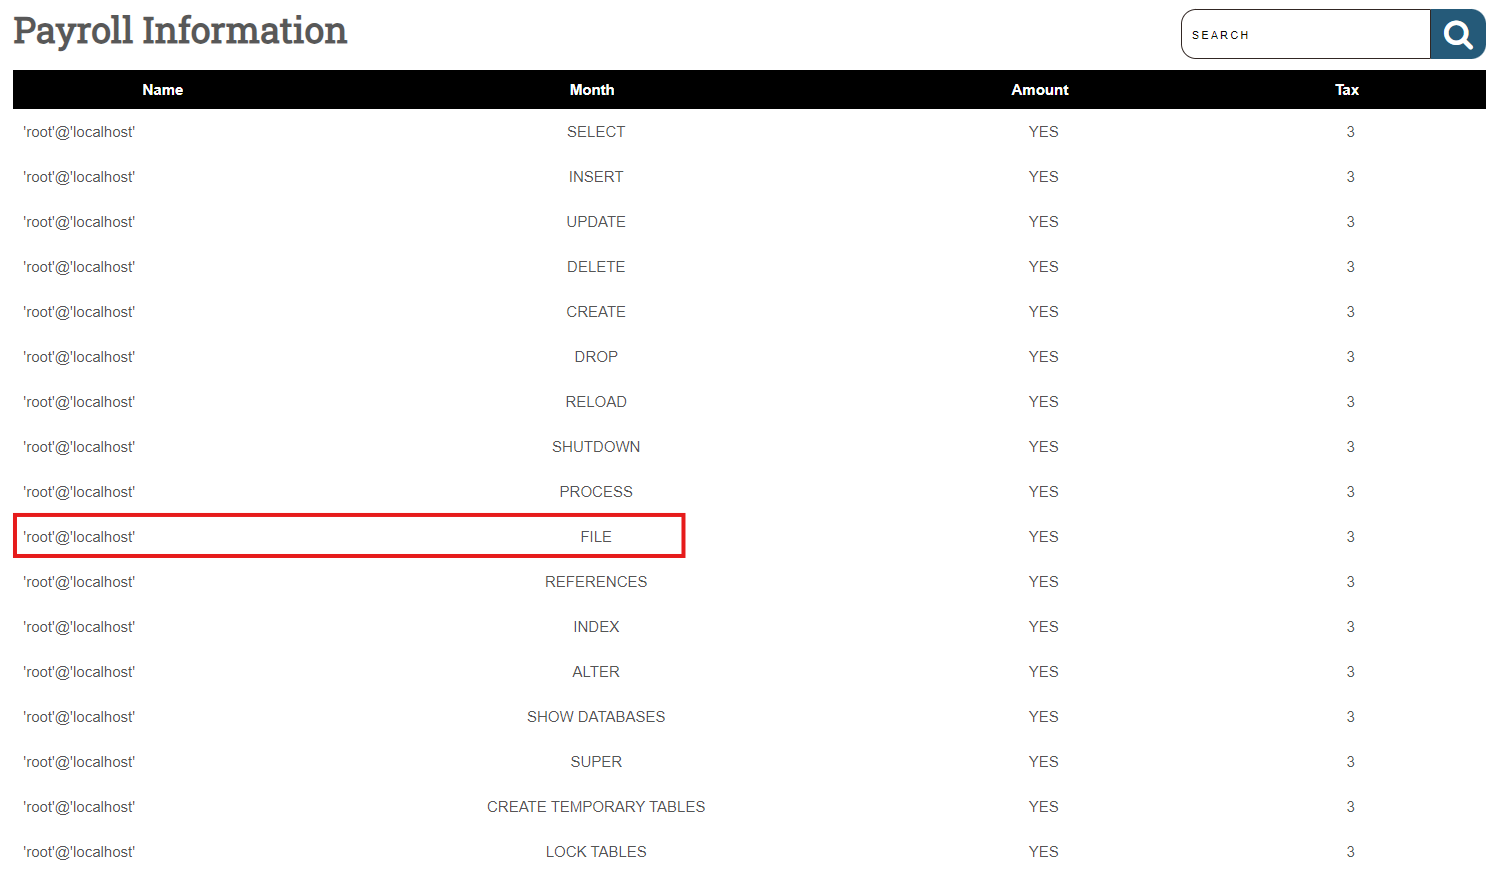 Payroll Information
SEARCH
Name Month Amount Tax
'root'@'localhost' SELECT YES 3
'root'@'localhost' INSERT YES 3
'root'@'localhost' UPDATE YES 3
'root'@'localhost' DELETE YES 3
'root'@'localhost' CREATE YES 3
'root'@'localhost' DROP YES 3
'root'@'localhost' RELOAD YES 3
'root'@'localhost' SHUTDOWN YES 3
'root'@'localhost' PROCESS YES 3
'root'@'localhost' FILE YES 3
'root'@'localhost' REFERENCES YES 3
'root'@'localhost' INDEX YES 3
'root'@'localhost' ALTER YES 3
'root'@'localhost' SHOW DATABASES YES 3
'root'@'localhost' SUPER YES 3
'root'@'localhost' CREATE TEMPORARY TABLES YES 3
'root'@'localhost' LOCK TABLES YES 3